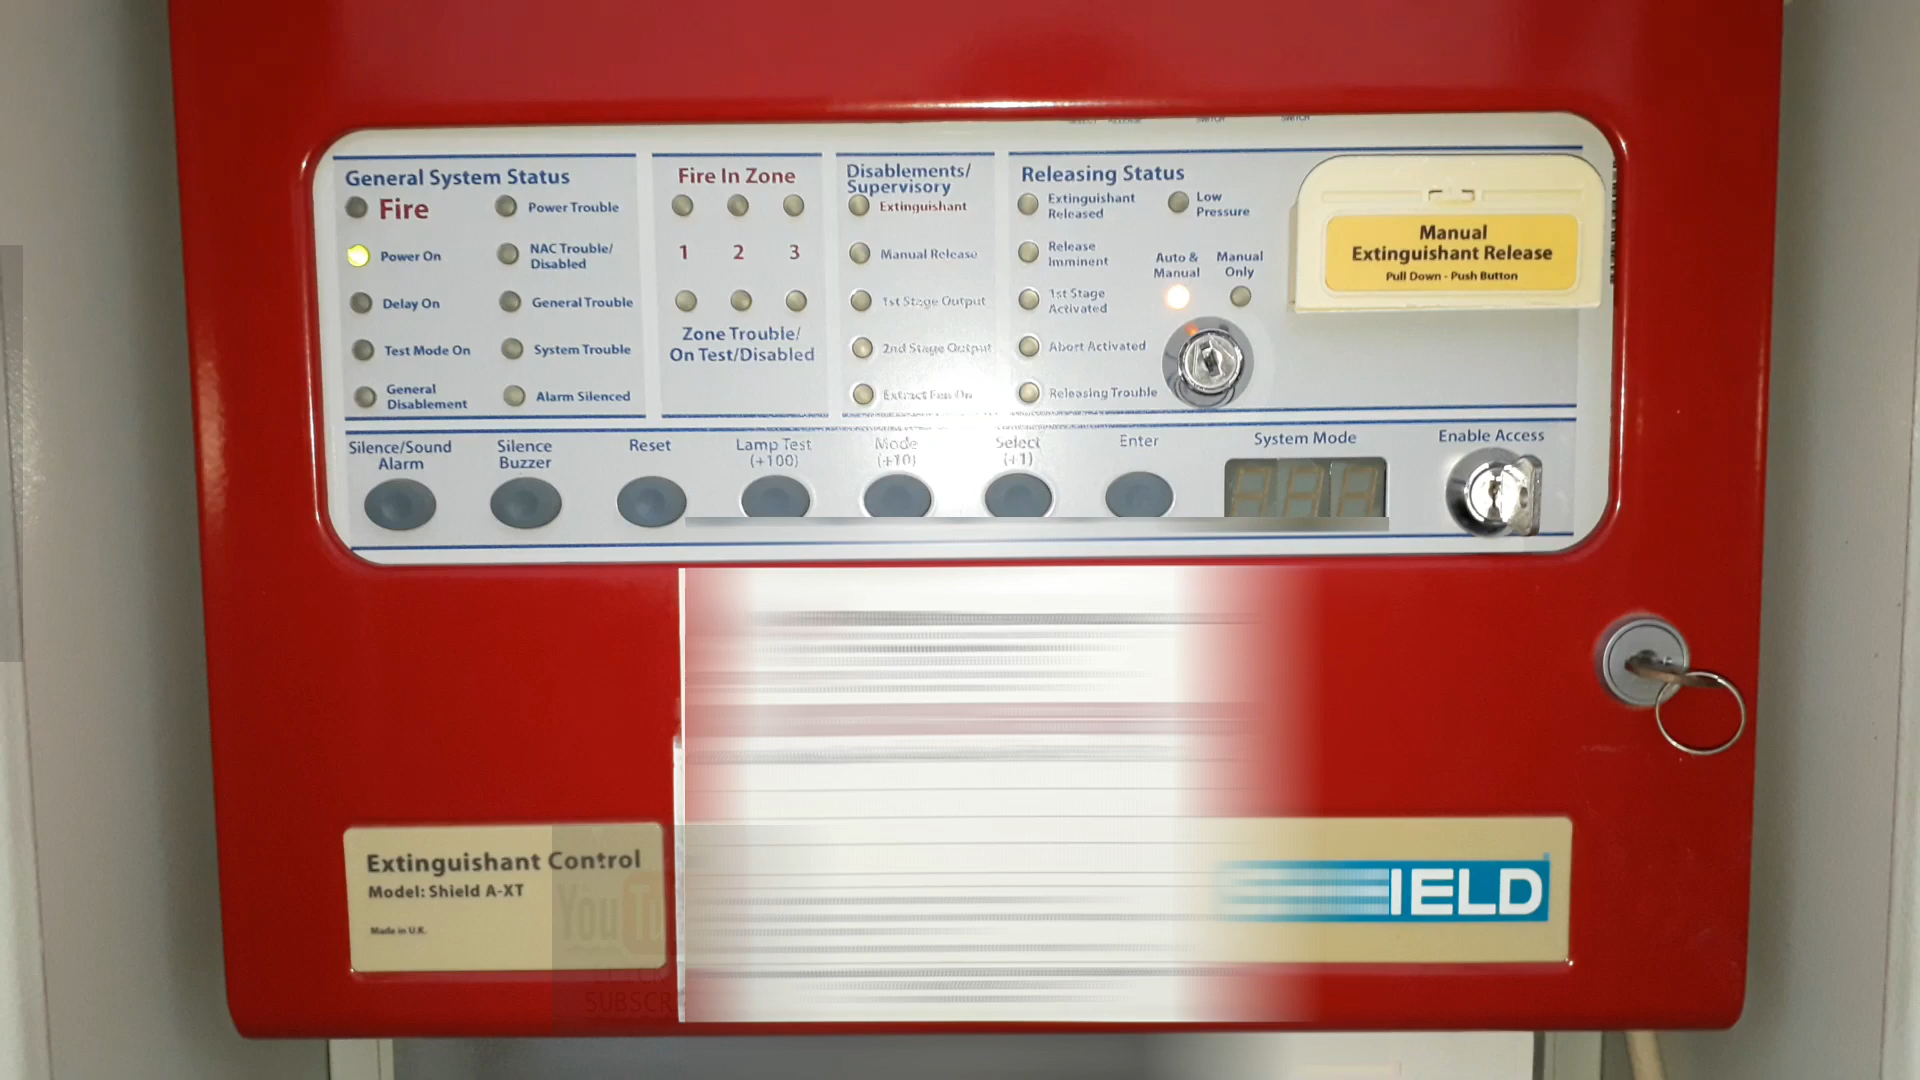 General System Status
Fire
Power On
Delay On
Test Mode On
General
Disablement
Power Trouble
NAC Trouble/
Disabled
General Trouble
System Trouble
Alarm Silenced
Fire In Zone
1 2 3
Zone Trouble/
On Test/Disabled
Disablements/
Supervisory
Extinguishant
Manual Release
1st Stage Output
2nd Stage Output
Extract Fan On
Releasing Status
Extinguishant
Released
Release
Imminent
1st Stage
Activated
Abort Activated
Releasing Trouble
Low
Pressure
Auto &
Manual
Manual
Only
Manual
Extinguishant Release
Pull Down - Push Button
Silence/Sound
Alarm
Silence
Buzzer
Reset
Lamp Test
(+100)
Mode
(+10)
Select
(+1)
Enter
System Mode
Enable Access
Extinguishant Control
Model: Shield A-XT
Made in U.K.
IELD